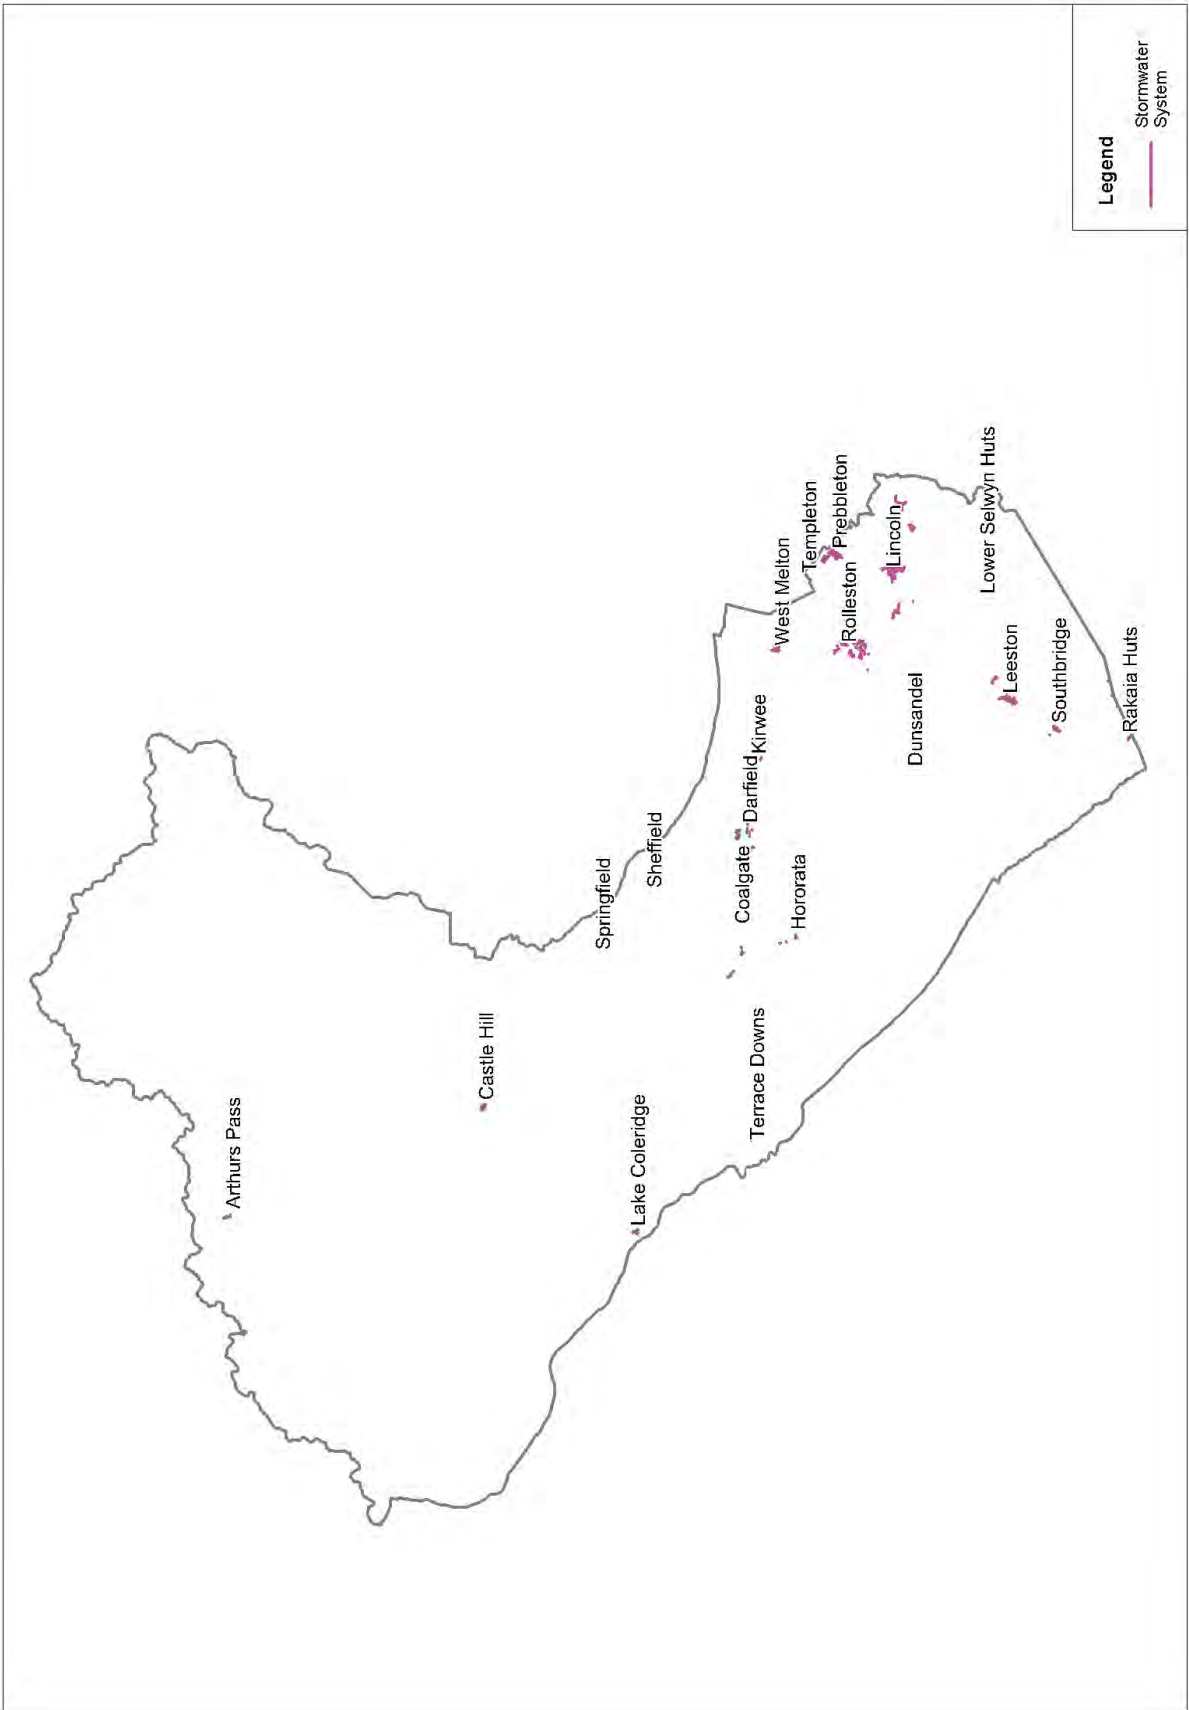 Arthurs Pass
Castle Hill
Springfield
Lake Coleridge
Sheffield
Coalgate
Darfield
Terrace Downs
Kirwee
West Melton
Hororata
Templeton
Prebbleton
Rolleston
Lincoln
Dunsandel
Lower Selwyn Huts
Leeston
Southbridge
Rakaia Huts
Legend
Stormwater
System